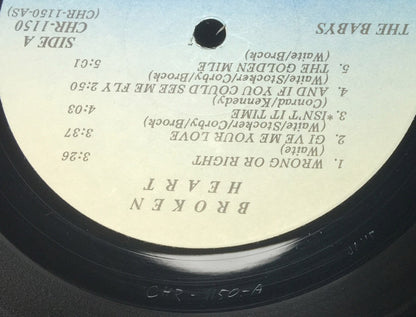 BROKEN
HEART
1. WRONG OR RIGHT 3:26
(Waite)
2. GIVE ME YOUR LOVE 3:37
(Waite/Stocker/Corby/Brock)
3. *ISN'T IT TIME 4:03
(Conrad/Kennedy)
4. AND IF YOU COULD SEE ME FLY 2:50
(Waite/Stocker/Corby/Brock)
5. THE GOLDEN MILE 5:01
(Waite/Brock)
THE BABYS
SIDE A
CHR-1150
(CHR-1150-AS)
CHR-1150-A